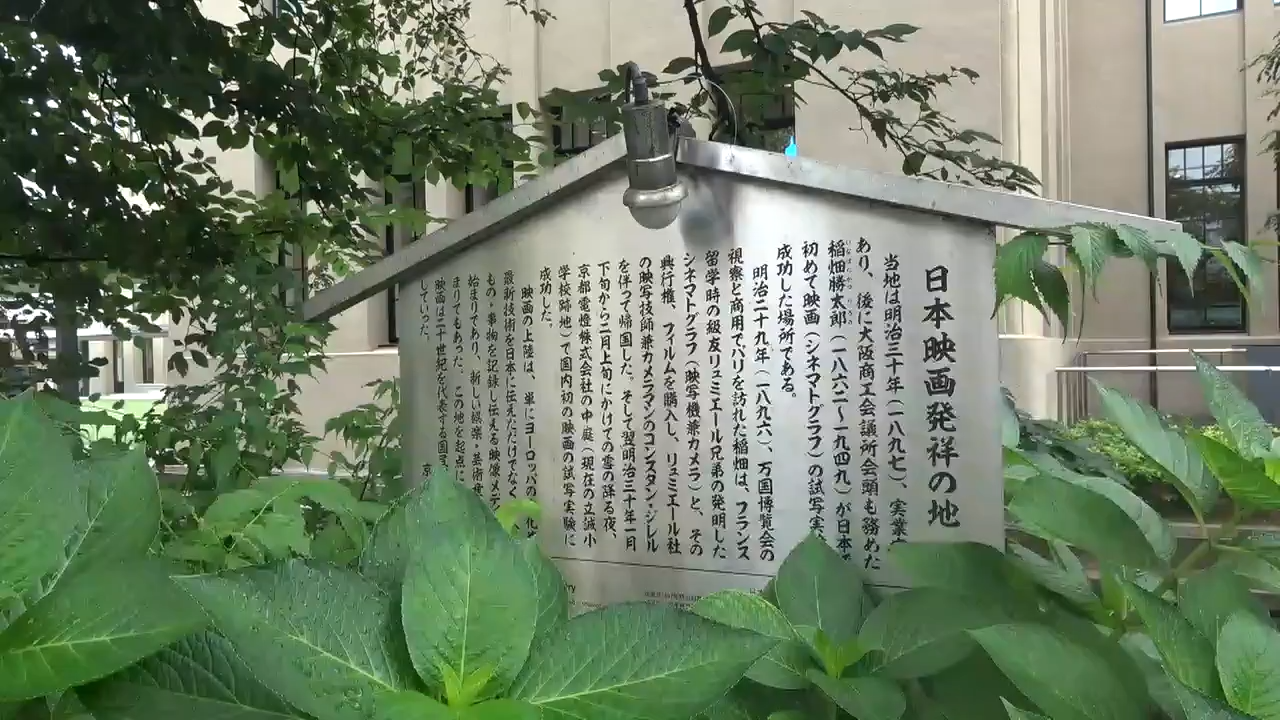 日本映画発祥の地
当地は明治三十年(一八九七)、実業
あり、後に大阪商工会議所会頭も務めた
稲畑勝太郎(一八六二〜一九四九)が日本で
初めて映画(シネマトグラフ)の試写実
成功した場所である。
明治二十九年(一八九六)、万国博覧会の
視察と商用でパリを訪れた稲畑は、フランス
留学時の級友リュミエール兄弟の発明した
シネマトグラフ(映写機兼カメラ)と、その
興行権、フィルムを購入し、リュミエール社
の映写技師兼カメラマンのコンスタン・ジレル
を伴って帰国した。そして翌明治三十年一月
下旬から二月上旬にかけての雪の降る夜、
京都電燈株式会社の中庭(現在の立誠小
学校跡地)で国内初の映画の試写実験に
成功した。
映画の上陸は、単にヨーロッパの
最新技術を日本に伝えただけでなく
もの・事物を記録し伝える映像メデ
始まりであり、新しい娯楽・芸術
まりでもあった。この地を起点に
映画は二十世紀を代表する国民
していった。
京